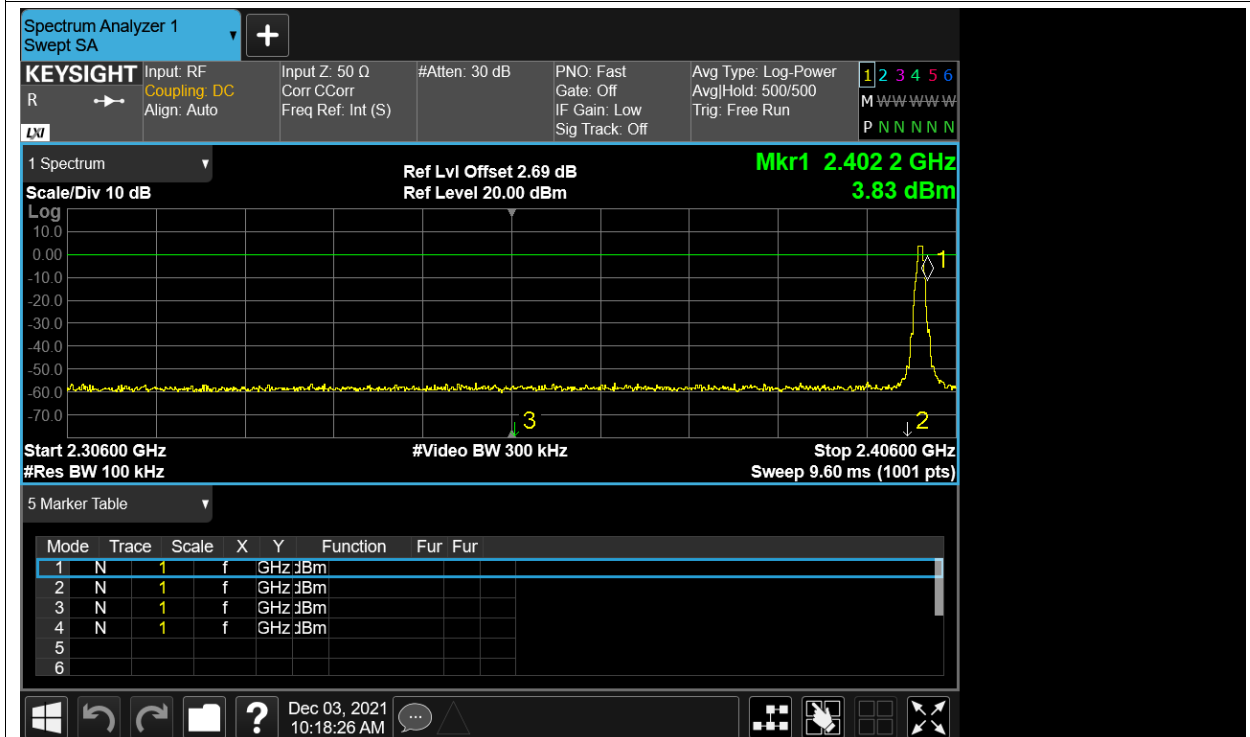 Spectrum Analyzer 1
Swept SA
KEYSIGHT
R
LXI
Input: RF
Coupling: DC
Align: Auto
Input Z: 50 Ω
Corr CCorr
Freq Ref: Int (S)
#Atten: 30 dB
PNO: Fast
Gate: Off
IF Gain: Low
Sig Track: Off
Avg Type: Log-Power
Avg|Hold: 500/500
Trig: Free Run
1 2 3 4 5 6
M W W W W W
P N N N N N
1 Spectrum
Scale/Div 10 dB
Ref Lvl Offset 2.69 dB
Ref Level 20.00 dBm
Mkr1 2.402 2 GHz
3.83 dBm
Log
10.0
0.00
-10.0
-20.0
-30.0
-40.0
-50.0
-60.0
-70.0
1
3
2
Start 2.30600 GHz
#Video BW 300 kHz
Stop 2.40600 GHz
#Res BW 100 kHz
Sweep 9.60 ms (1001 pts)
5 Marker Table
Mode Trace Scale X Y Function Fur Fur
1 N 1 f GHz dBm
2 N 1 f GHz dBm
3 N 1 f GHz dBm
4 N 1 f GHz dBm
5
6
?
Dec 03, 2021
10:18:26 AM